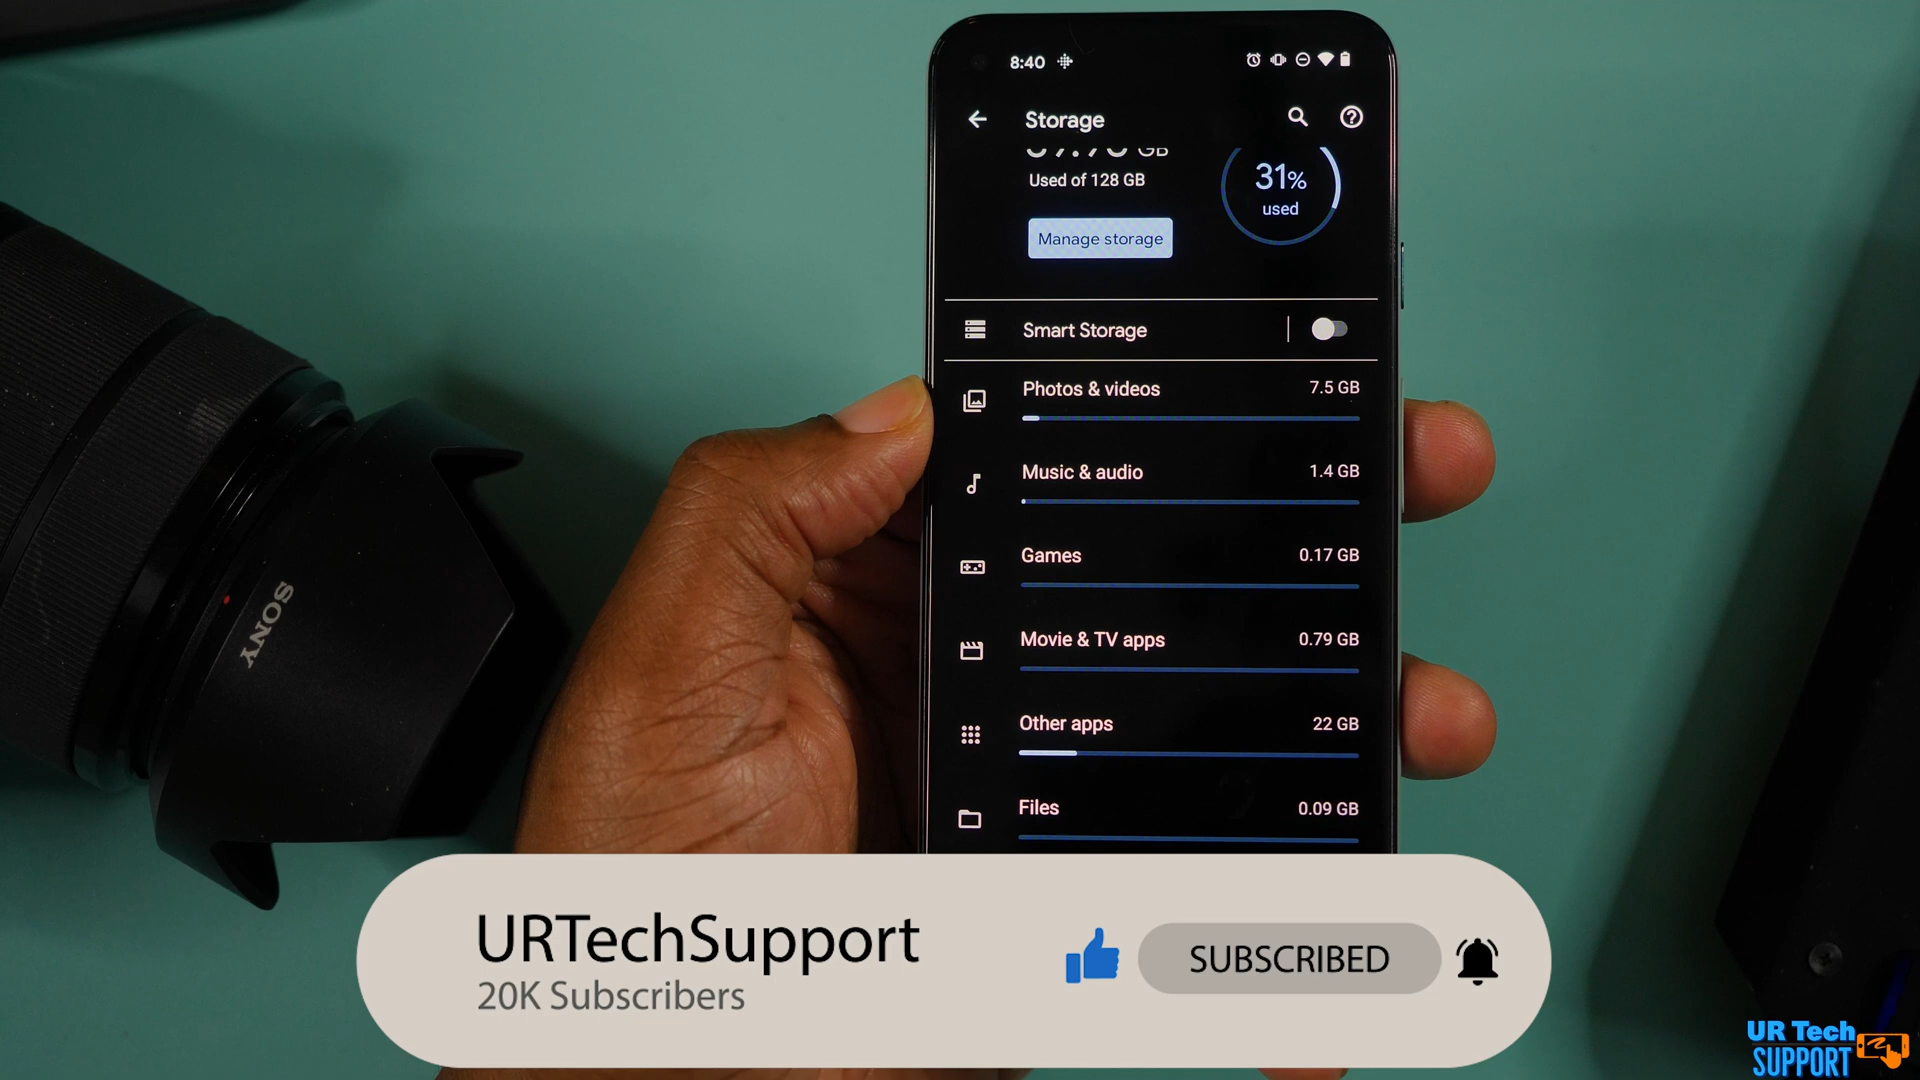 8:40
Storage
GB
Used of 128 GB
31%
used
Manage storage
Smart Storage
Photos & videos
7.5 GB
Music & audio
1.4 GB
Games
0.17 GB
Movie & TV apps
0.79 GB
Other apps
22 GB
Files
0.09 GB
SONY
URTechSupport
20K Subscribers
SUBSCRIBED
UR Tech
SUPPORT